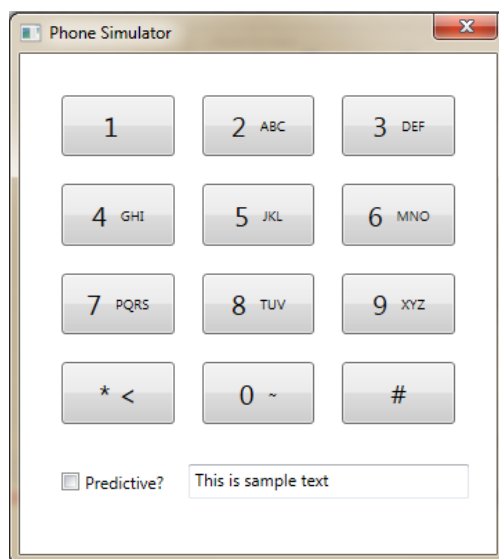 Phone Simulator
1 2 ABC 3 DEF
4 GHI 5 JKL 6 MNO
7 PQRS 8 TUV 9 XYZ
* < 0 ~ #
Predictive? This is sample text